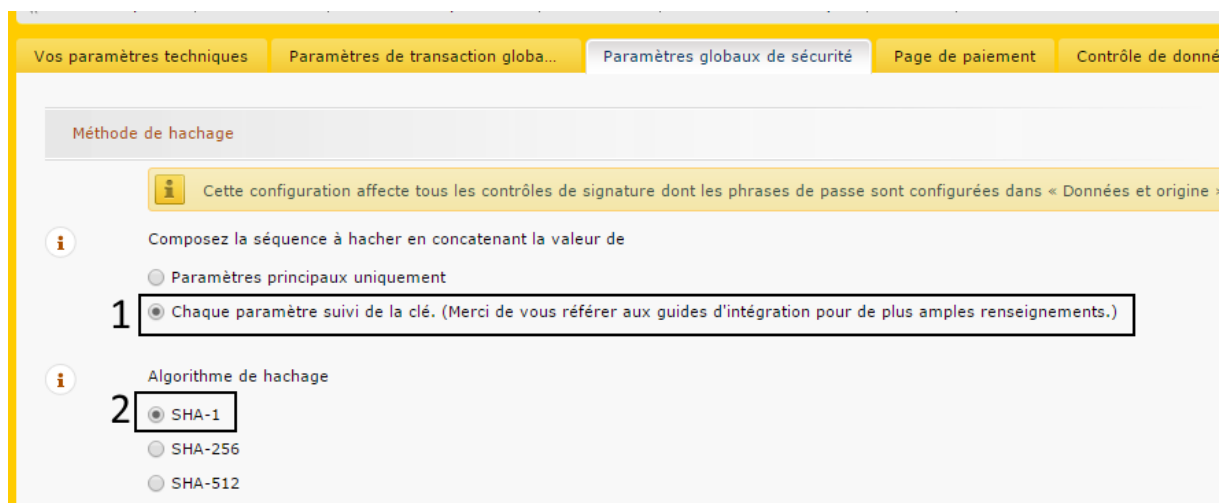 Vos paramètres techniques
Paramètres de transaction globa...
Paramètres globaux de sécurité
Page de paiement
Contrôle de donné
Méthode de hachage
Cette configuration affecte tous les contrôles de signature dont les phrases de passe sont configurées dans « Données et origine »
Composez la séquence à hacher en concatenant la valeur de
Paramètres principaux uniquement
1
Chaque paramètre suivi de la clé. (Merci de vous référer aux guides d'intégration pour de plus amples renseignements.)
Algorithme de hachage
2
SHA-1
SHA-256
SHA-512